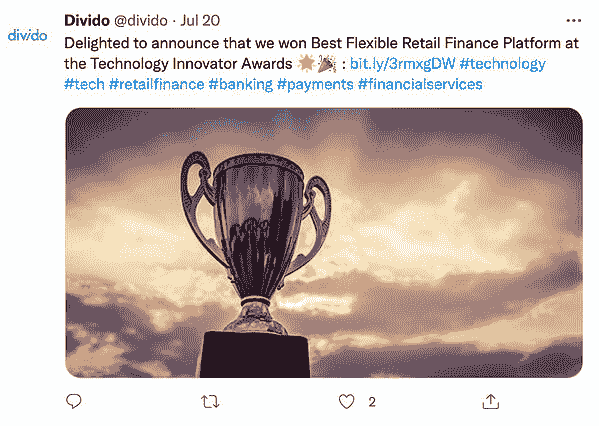 Divido @divido · Jul 20
divido
Delighted to announce that we won Best Flexible Retail Finance Platform at
the Technology Innovator Awards 🌟🎉 : bit.ly/3rmxgDW #technology
#tech #retailfinance #banking #payments #financialservices
2